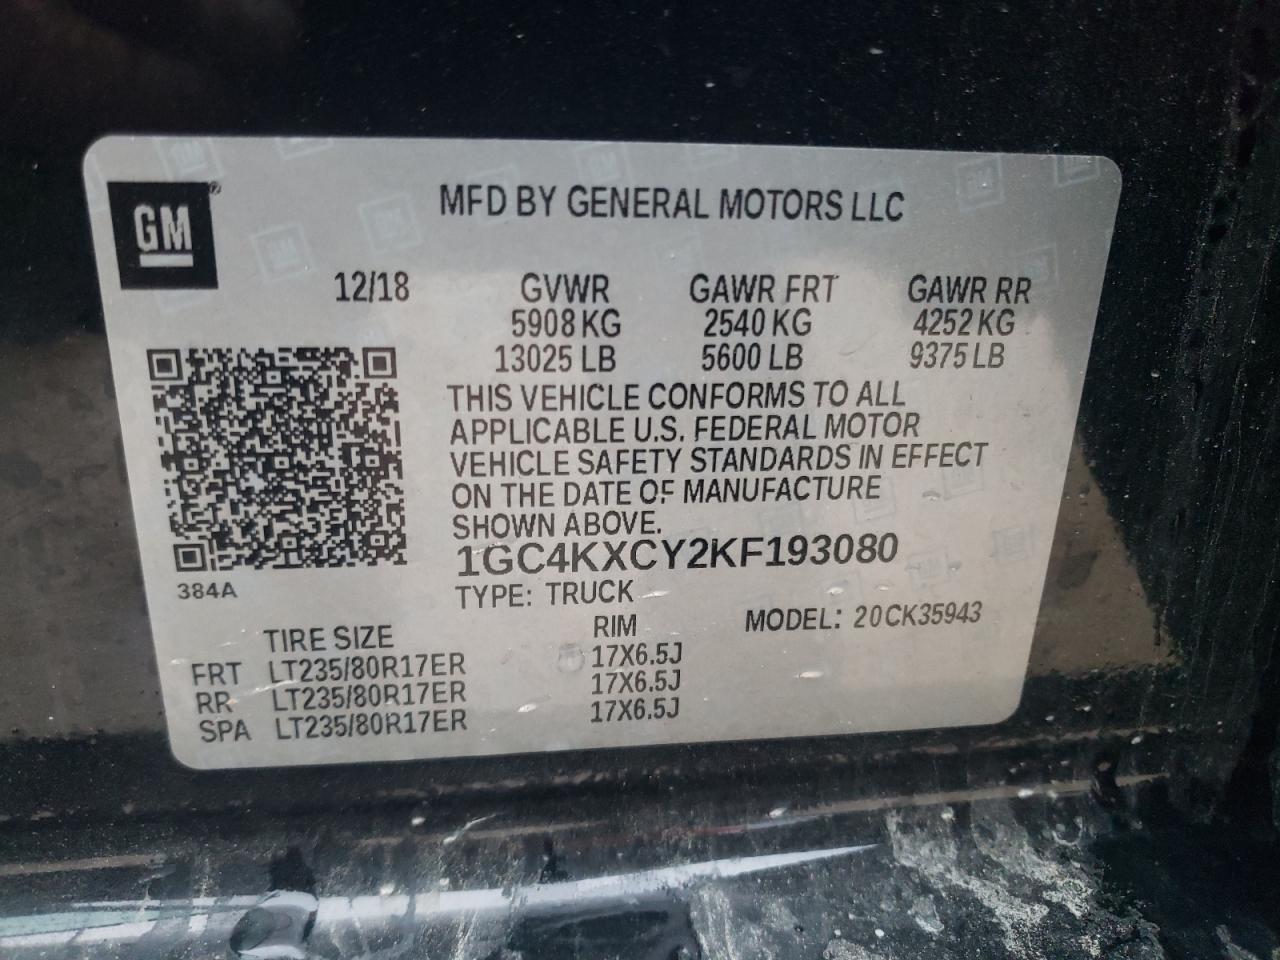 GM®
MFD BY GENERAL MOTORS LLC
12/18 GVWR GAWR FRT GAWR RR
5908 KG 2540 KG 4252 KG
13025 LB 5600 LB 9375 LB
THIS VEHICLE CONFORMS TO ALL
APPLICABLE U.S. FEDERAL MOTOR
VEHICLE SAFETY STANDARDS IN EFFECT
ON THE DATE OF MANUFACTURE
SHOWN ABOVE.
1GC4KXCY2KF193080
384A
TYPE: TRUCK
MODEL: 20CK35943
TIRE SIZE RIM
FRT LT235/80R17ER 17X6.5J
RR LT235/80R17ER 17X6.5J
SPA LT235/80R17ER 17X6.5J